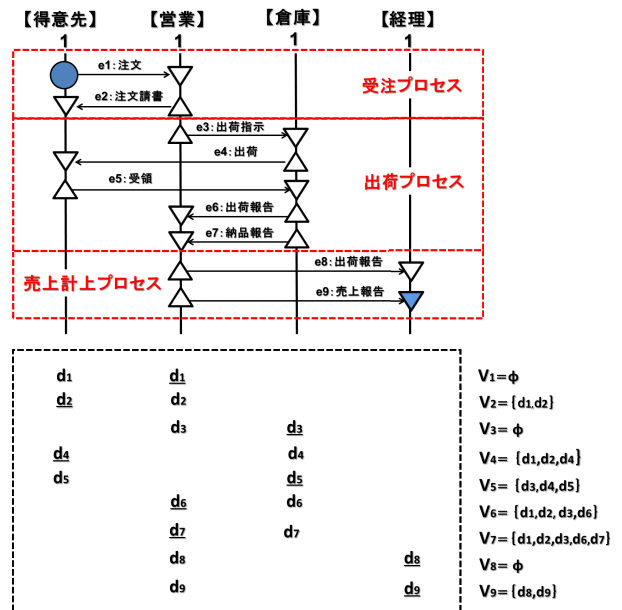 【得意先】 【営業】 【倉庫】 【経理】
1 1 1 1
e1:注文
受注プロセス
e2:注文請書
e3:出荷指示
e4:出荷
e5:受領
出荷プロセス
e6:出荷報告
e7:納品報告
e8:出荷報告
売上計上プロセス
e9:売上報告
d1 d1 V1=ϕ
d2 d2 V2={d1,d2}
d3 d3 V3=ϕ
d4 d4 V4= {d1,d2,d4}
d5 d5 V5={d3,d4,d5}
d6 d6 V6={d1,d2, d3,d6}
d7 d7 V7={d1,d2,d3,d6,d7}
d8 d8 V8=ϕ
d9 d9 V9={d8,d9}